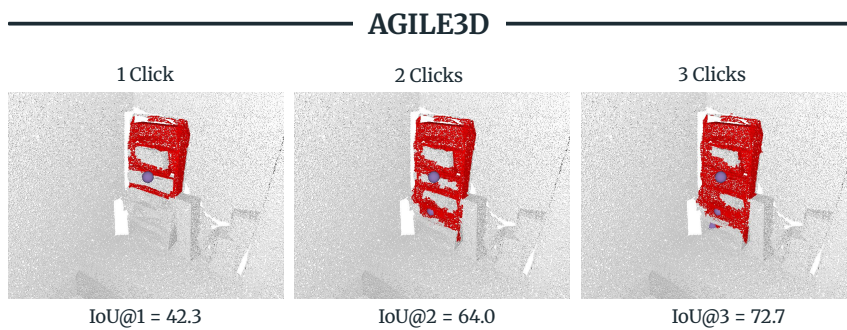 AGILE3D
1 Click
2 Clicks
3 Clicks
IoU@1 = 42.3
IoU@2 = 64.0
IoU@3 = 72.7